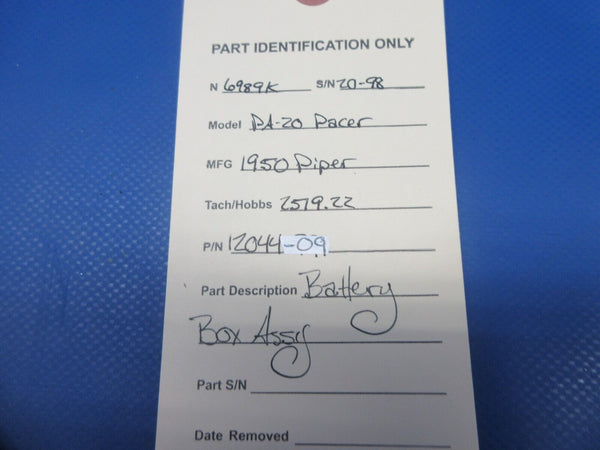 PART IDENTIFICATION ONLY
N 6989K S/N 20-98
Model PA-20 Pacer
MFG 1950 Piper
Tach/Hobbs 2519.22
P/N 12044-09
Part Description Battery
Box Assy
Part S/N
Date Removed